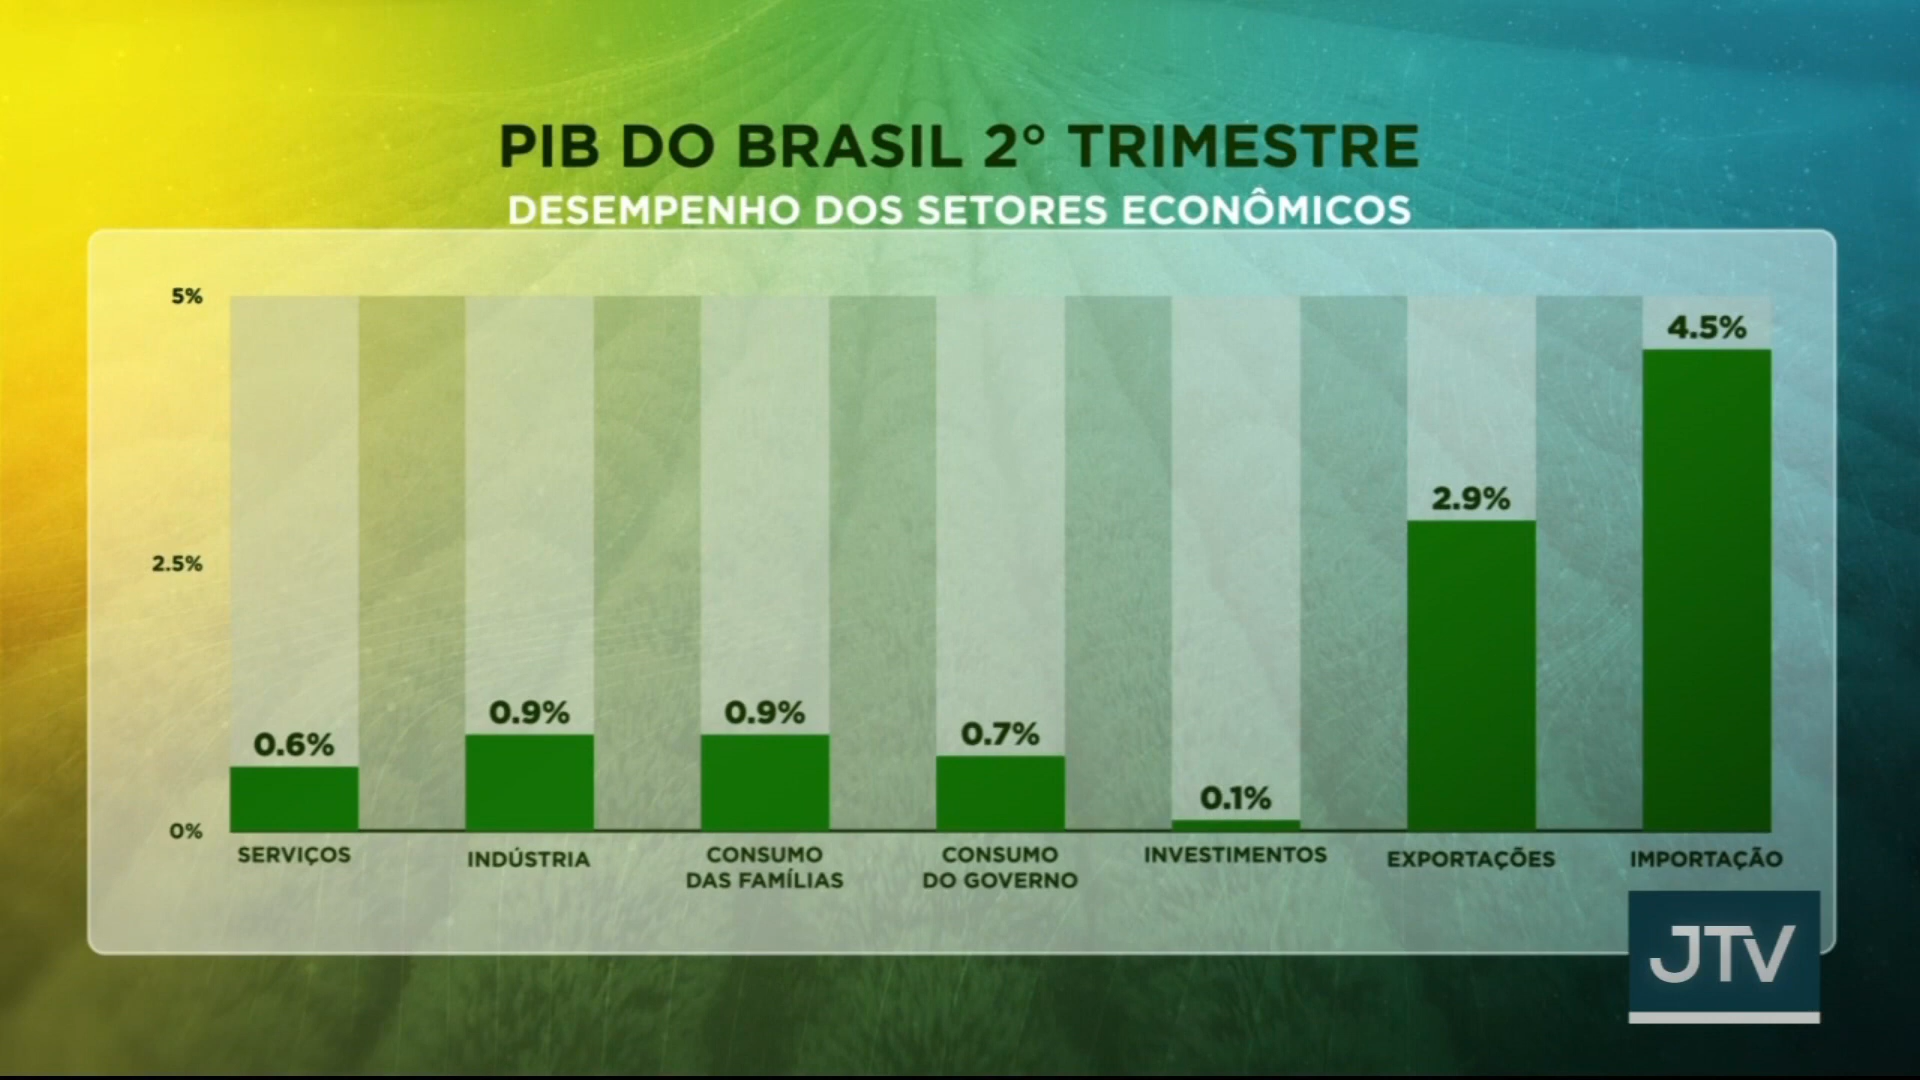 PIB DO BRASIL 2° TRIMESTRE
DESEMPENHO DOS SETORES ECONÔMICOS
5%
2.5%
0%
0.6%
0.9%
0.9%
0.7%
0.1%
2.9%
4.5%
SERVIÇOS
INDÚSTRIA
CONSUMO
DAS FAMÍLIAS
CONSUMO
DO GOVERNO
INVESTIMENTOS
EXPORTAÇÕES
IMPORTAÇÃO
JTV